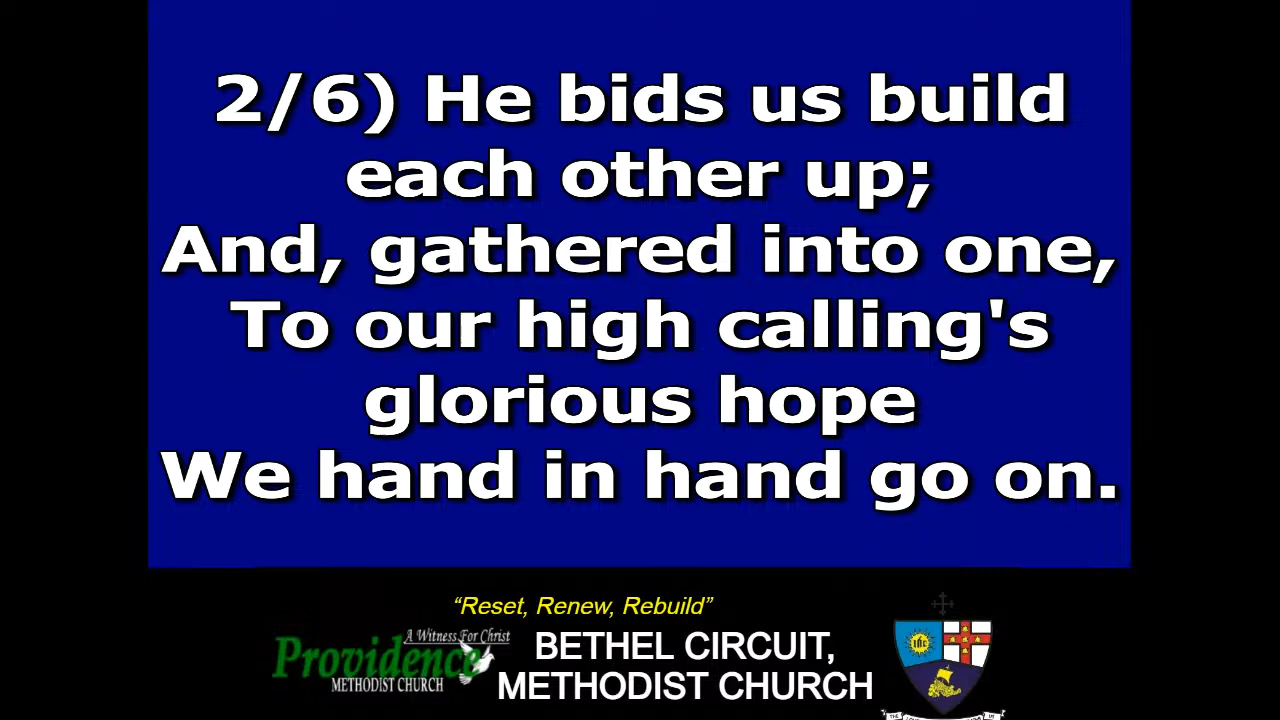 2/6) He bids us build
each other up;
And, gathered into one,
To our high calling's
glorious hope
We hand in hand go on.
“Reset, Renew, Rebuild”
A Witness For Christ
Providence
METHODIST CHURCH
BETHEL CIRCUIT,
METHODIST CHURCH
IHS